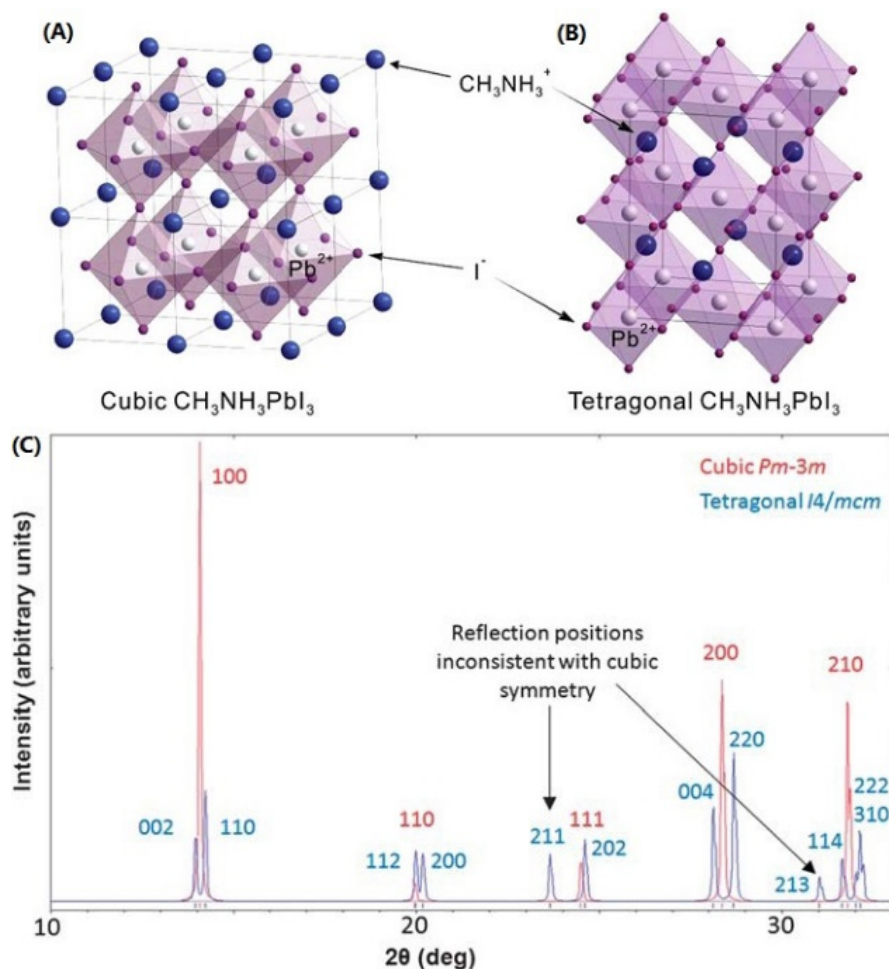 (A)
(B)
CH₃NH₃⁺
Pb²⁺
I⁻
Pb²⁺
Cubic CH₃NH₃PbI₃
Tetragonal CH₃NH₃PbI₃
(C)
Cubic Pm-3m
Tetragonal I4/mcm
100
Reflection positions
inconsistent with cubic
symmetry
200
210
220
002
110
110
112
200
211
111
202
004
213
114
222
310
10
20
30
2θ (deg)
Intensity (arbitrary units)